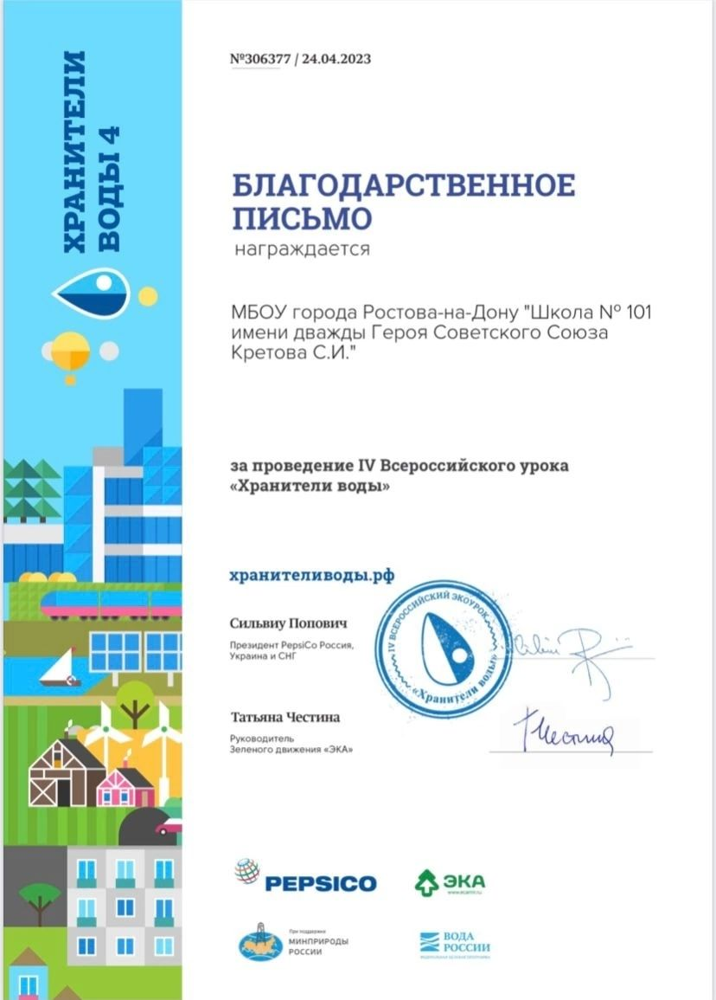 ХРАНИТЕЛИ
ВОДЫ 4
№306377 / 24.04.2023
БЛАГОДАРСТВЕННОЕ
ПИСЬМО
награждается
МБОУ города Ростова-на-Дону "Школа № 101
имени дважды Героя Советского Союза
Кретова С.И."
за проведение IV Всероссийского урока
«Хранители воды»
хранителиводы.рф
IV ВСЕРОССИЙСКИЙ ЭКОУРОК
«Хранители воды»
Сильвиу Попович
Президент PepsiCo Россия,
Украина и СНГ
Татьяна Честина
Руководитель
Зеленого движения «ЭКА»
PEPSICO
ЭКА
www.ecamir.ru
При поддержке
МИНПРИРОДЫ
РОССИИ
ВОДА
РОССИИ